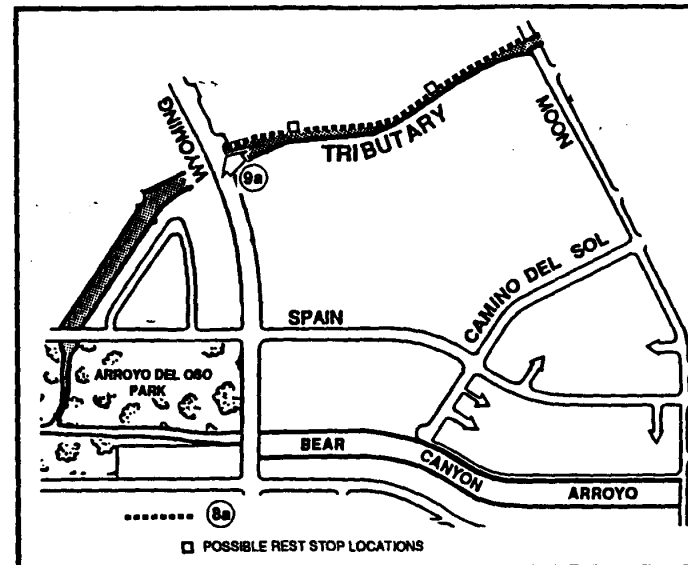 WYOMING
TRIBUTARY
MOON
9a
CAMINO DEL SOL
SPAIN
ARROYO DEL OSO
PARK
BEAR
CANYON
ARROYO
8a
POSSIBLE REST STOP LOCATIONS